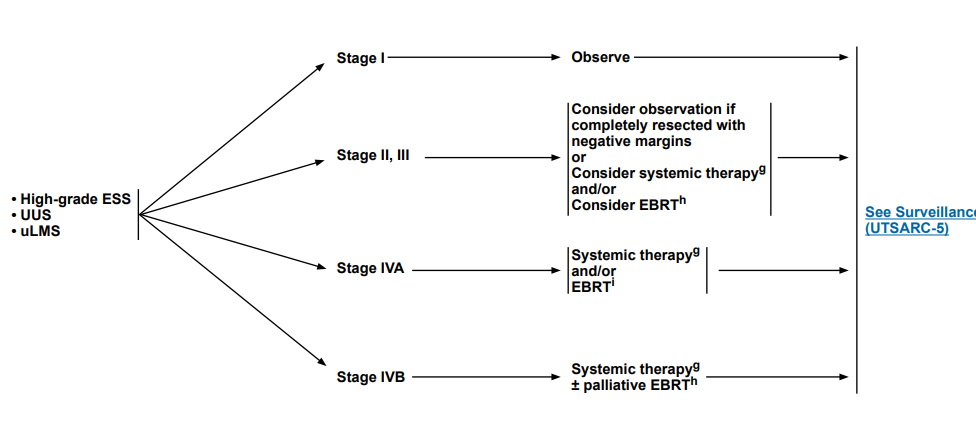 • High-grade ESS
• UUS
• uLMS
Stage I
Observe
Stage II, III
Consider observation if
completely resected with
negative margins
or
Consider systemic therapyg
and/or
Consider EBRTh
Stage IVA
Systemic therapyg
and/or
EBRTi
Stage IVB
Systemic therapyg
± palliative EBRTh
See Surveillance
(UTSARC-5)